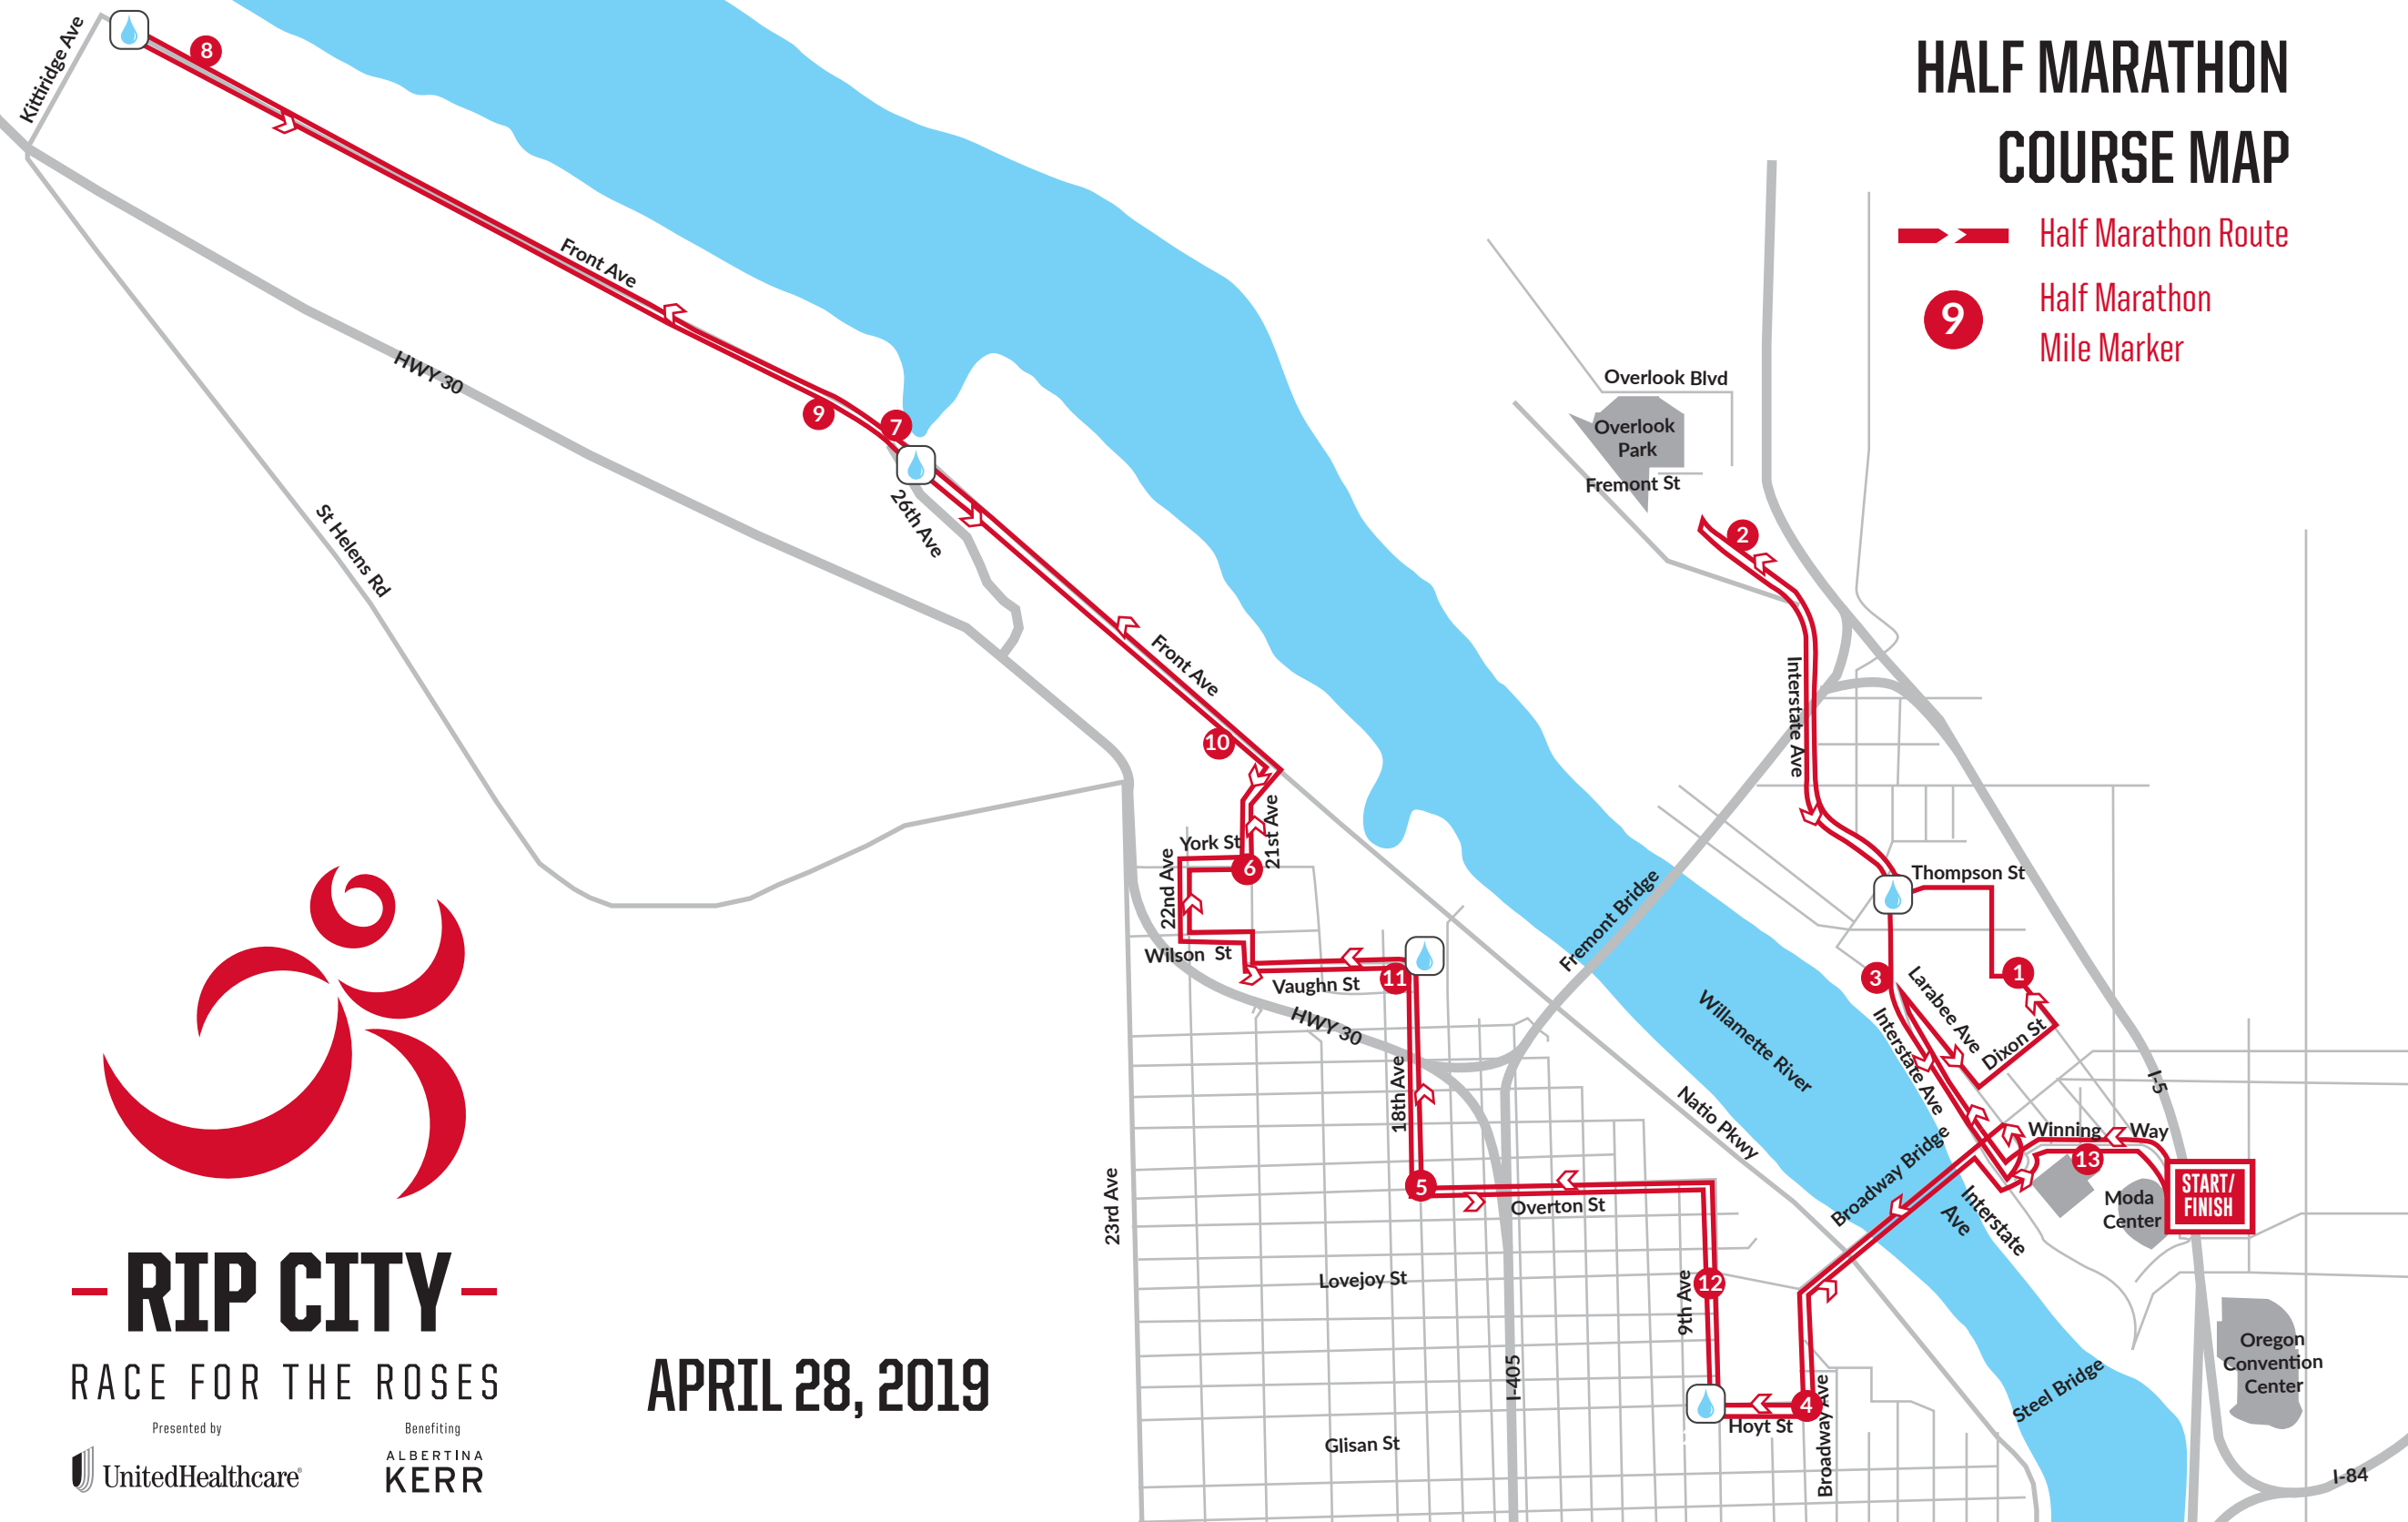 HALF MARATHON
COURSE MAP
Half Marathon Route
9
Half Marathon
Mile Marker
Kittiridge Ave
8
Front Ave
HWY 30
St Helens Rd
9
7
26th Ave
Front Ave
10
Overlook Blvd
Overlook
Park
Fremont St
2
Interstate Ave
York St
21st Ave
6
22nd Ave
Wilson St
Vaughn St
11
HWY 30
Fremont Bridge
Thompson St
1
3
Larabee Ave
Dixon St
Interstate Ave
Willamette River
Natio Pkwy
I-5
18th Ave
Broadway Bridge
Winning Way
13
START/
FINISH
Moda
Center
Interstate
Ave
5
Overton St
23rd Ave
Lovejoy St
9th Ave
12
I-405
4
Hoyt St
Broadway Ave
Glisan St
Steel Bridge
Oregon
Convention
Center
I-84
RIP CITY
RACE FOR THE ROSES
Presented by
Benefiting
UnitedHealthcare®
ALBERTINA
KERR
APRIL 28, 2019